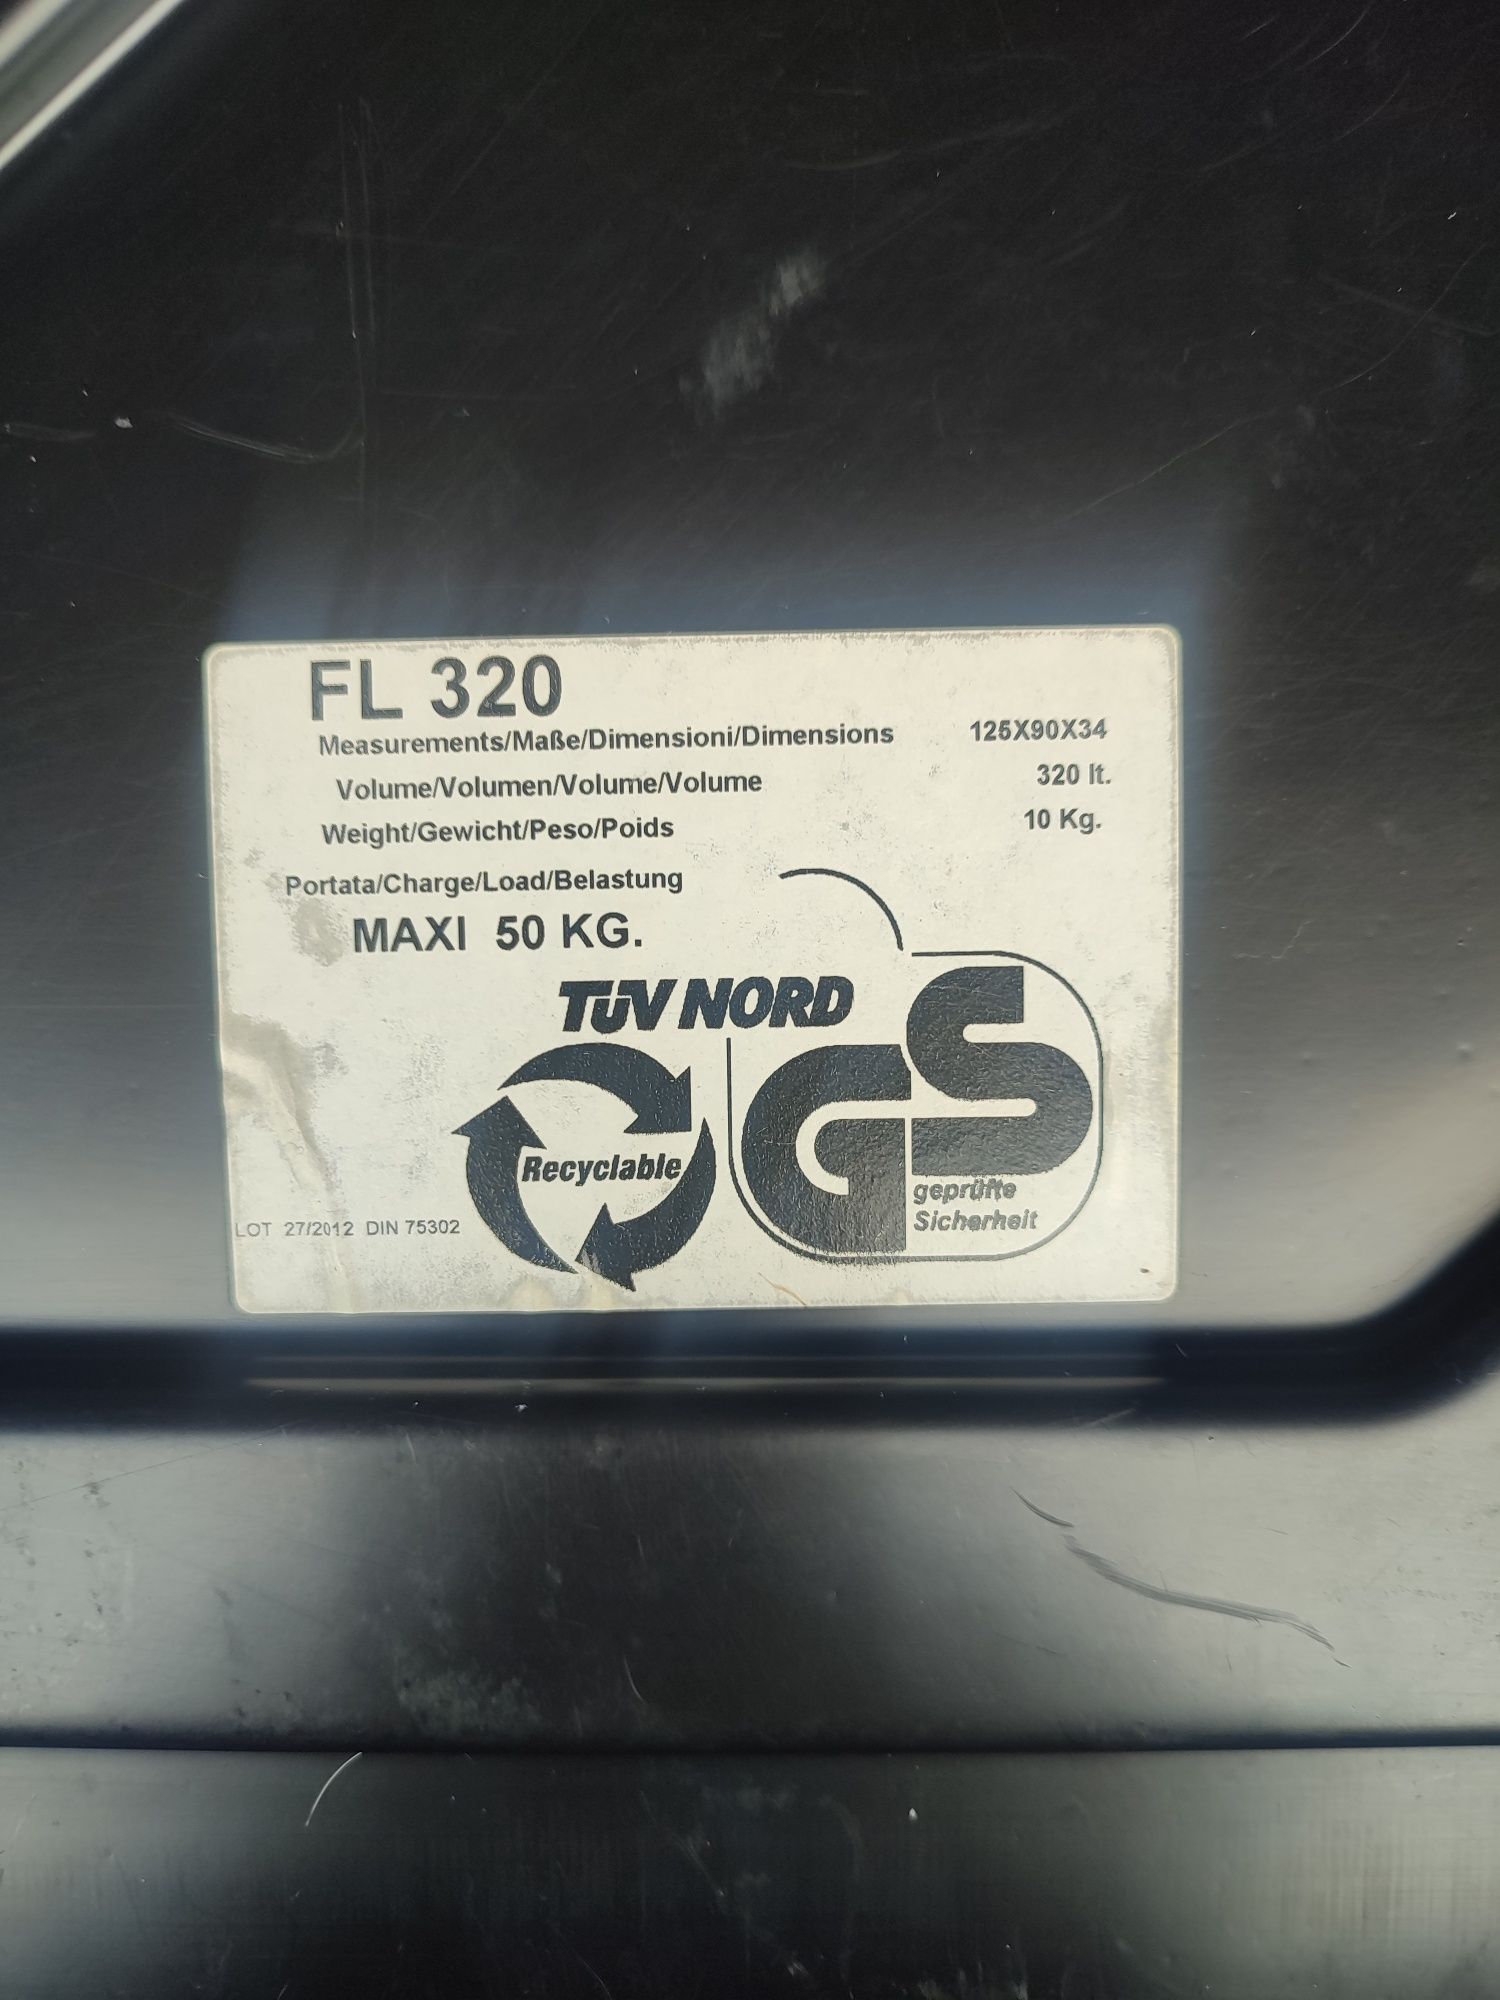 FL 320
Measurements/Maße/Dimensioni/Dimensions 125X90X34
Volume/Volumen/Volume/Volume 320 lt.
Weight/Gewicht/Peso/Poids 10 Kg.
Portata/Charge/Load/Belastung
MAXI 50 KG.
TÜV NORD
GS
Recyclable
geprüfte
Sicherheit
LOT 27/2012 DIN 75302